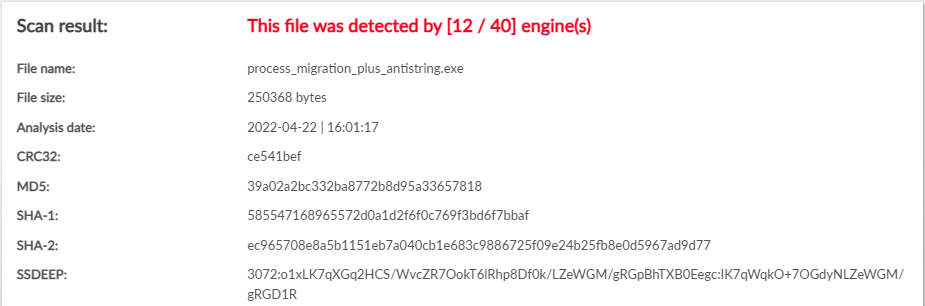 Scan result: This file was detected by [12 / 40] engine(s)
File name: process_migration_plus_antistring.exe
File size: 250368 bytes
Analysis date: 2022-04-22 | 16:01:17
CRC32: ce541bef
MD5: 39a02a2bc332ba8772b8d95a33657818
SHA-1: 585547168965572d0a1d2f6f0c769f3bd6f7bbaf
SHA-2: ec965708e8a5b1151eb7a040cb1e683c9886725f09e24b25fb8e0d5967ad9d77
SSDEEP: 3072:o1xLK7qXGq2HCS/WvcZR7OokT6lRhp8Df0k/LZeWGM/gRGpBhTXB0Eegc:IK7qWqkO+7OGdyNLZeWGM/
gRGD1R